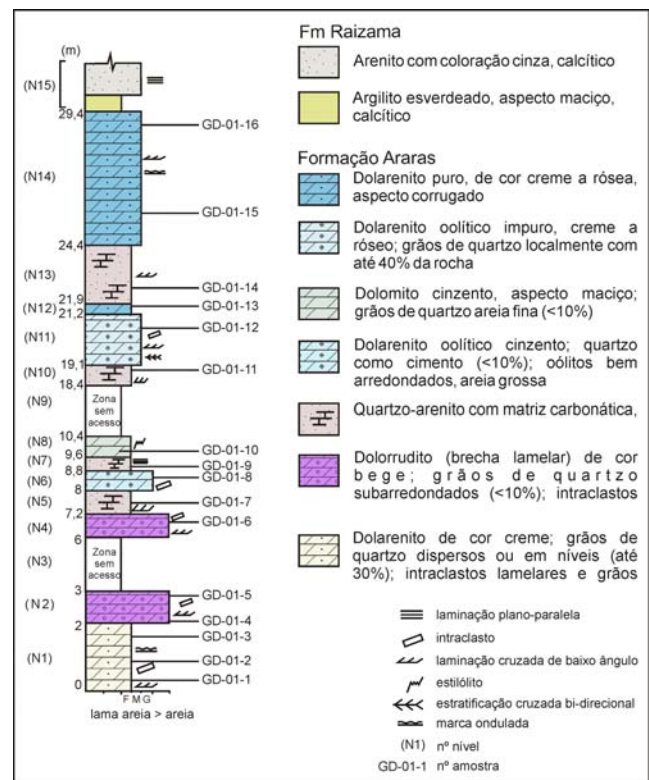 (m)
(N15)
29,4
GD-01-16
(N14)
GD-01-15
24,4
(N13)
GD-01-14
21,9
(N12)
GD-01-13
21,2
GD-01-12
(N11)
19,1
(N10)
GD-01-11
18,4
(N9)
Zona
sem
acesso
10,4
(N8)
GD-01-10
9,6
(N7)
GD-01-9
8,8
GD-01-8
(N6)
8
(N5)
GD-01-7
7,2
(N4)
GD-01-6
6
(N3)
Zona
sem
acesso
3
GD-01-5
(N2)
GD-01-4
2
GD-01-3
(N1)
GD-01-2
GD-01-1
0
F M G
lama areia > areia
Fm Raizama
Arenito com coloração cinza, calcítico
Argilito esverdeado, aspecto maciço,
calcítico
Formação Araras
Dolarenito puro, de cor creme a rósea,
aspecto corrugado
Dolarenito oolítico impuro, creme a
róseo; grãos de quartzo localmente com
até 40% da rocha
Dolomito cinzento, aspecto maciço;
grãos de quartzo areia fina (<10%)
Dolarenito oolítico cinzento; quartzo
como cimento (<10%); oólitos bem
arredondados, areia grossa
Quartzo-arenito com matriz carbonática,
Dolorrudito (brecha lamelar) de cor
bege; grãos de quartzo
subarredondados (<10%); intraclastos
Dolarenito de cor creme; grãos de
quartzo dispersos ou em níveis (até
30%); intraclastos lamelares e grãos
laminação plano-paralela
intraclasto
laminação cruzada de baixo ângulo
estilólito
estratificação cruzada bi-direcional
marca ondulada
(N1) nº nível
GD-01-1 nº amostra